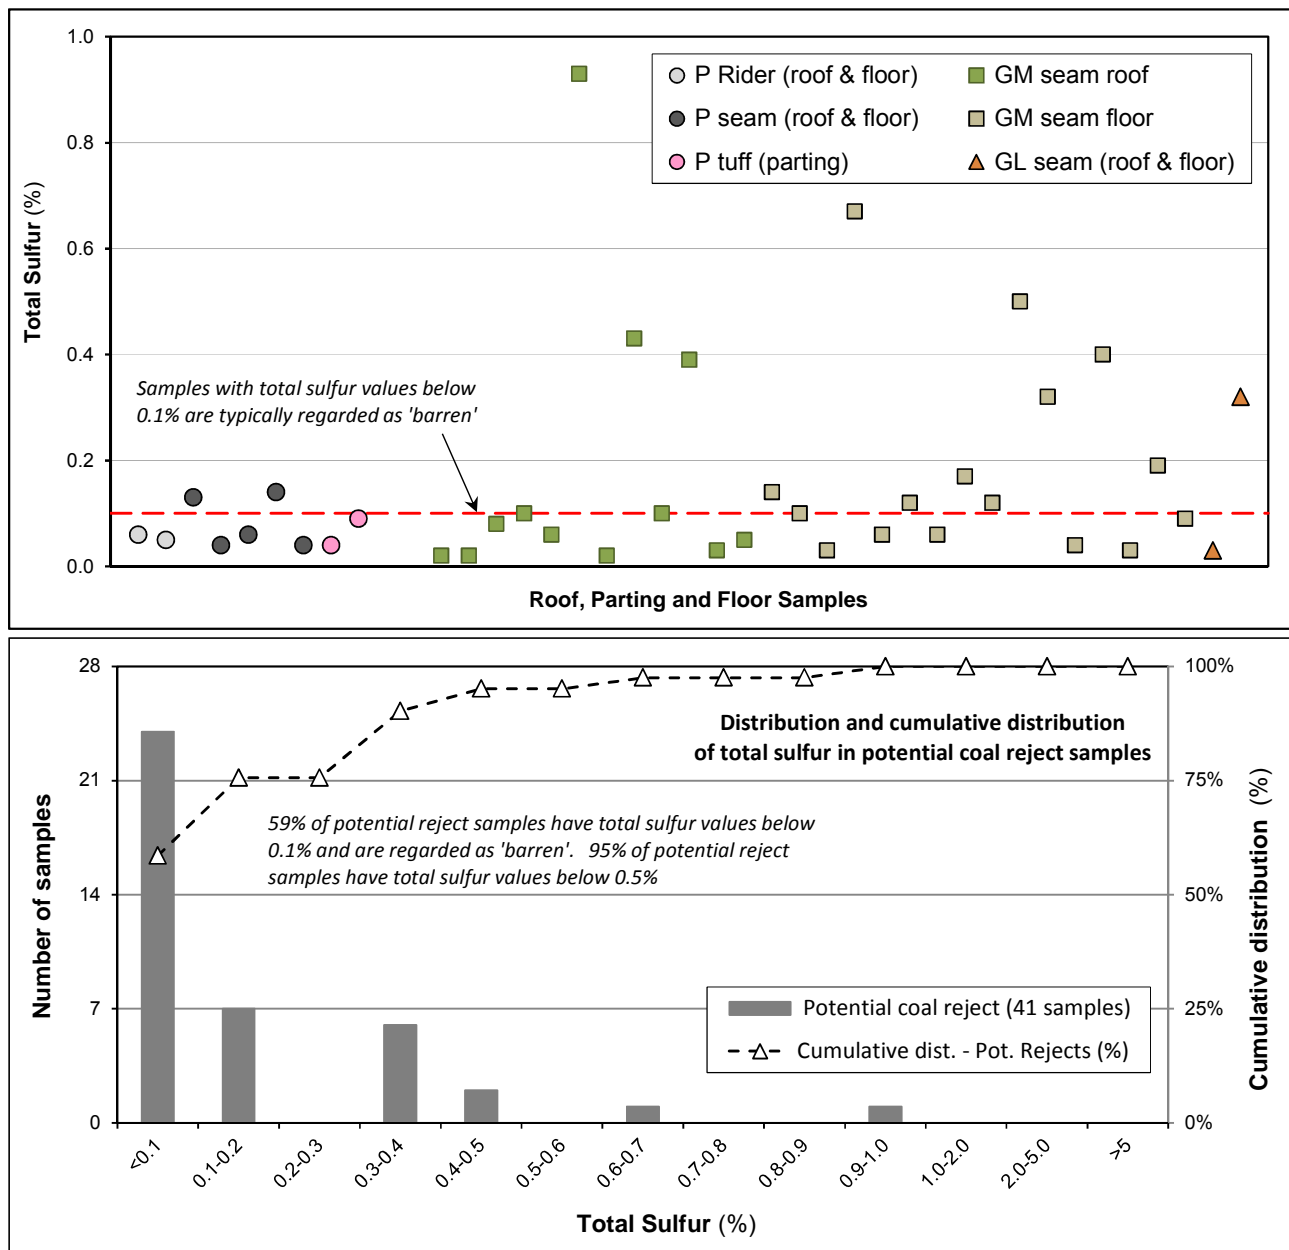 1.0
0.8
0.6
0.4
0.2
0.0
Total Sulfur (%)
P Rider (roof & floor)
GM seam roof
P seam (roof & floor)
GM seam floor
P tuff (parting)
GL seam (roof & floor)
Samples with total sulfur values below
0.1% are typically regarded as 'barren'
Roof, Parting and Floor Samples
28
21
14
7
0
Number of samples
100%
75%
50%
25%
0%
Cumulative distribution (%)
Distribution and cumulative distribution
of total sulfur in potential coal reject samples
59% of potential reject samples have total sulfur values below
0.1% and are regarded as 'barren'. 95% of potential reject
samples have total sulfur values below 0.5%
Potential coal reject (41 samples)
Cumulative dist. - Pot. Rejects (%)
<0.1
0.1-0.2
0.2-0.3
0.3-0.4
0.4-0.5
0.5-0.6
0.6-0.7
0.7-0.8
0.8-0.9
0.9-1.0
1.0-2.0
2.0-5.0
>5
Total Sulfur (%)